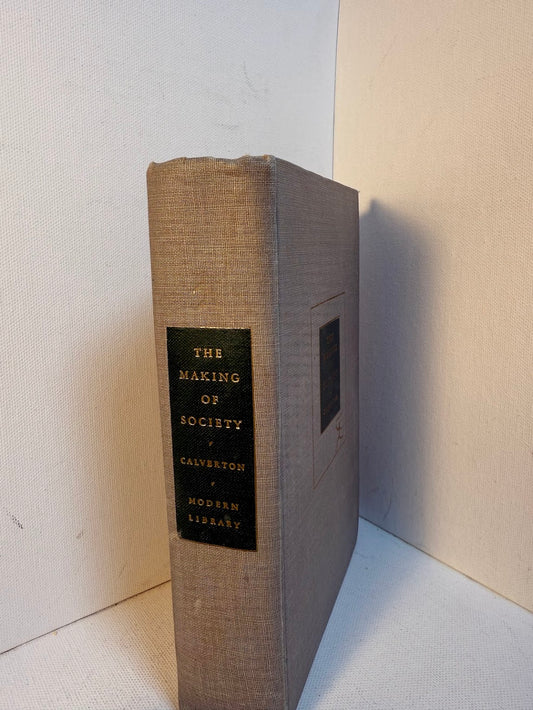 THE
MAKING
OF
SOCIETY
CALVERTON
MODERN
LIBRARY